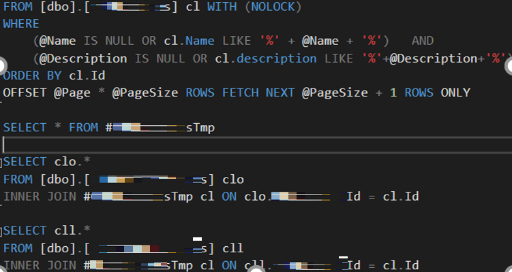 FROM [dbo].[ s] cl WITH (NOLOCK)
WHERE
(@Name IS NULL OR cl.Name LIKE '%' + @Name + '%') AND
(@Description IS NULL OR cl.description LIKE '%'+@Description+'%')
ORDER BY cl.Id
OFFSET @Page * @PageSize ROWS FETCH NEXT @PageSize + 1 ROWS ONLY
SELECT * FROM # sTmp
SELECT clo.*
FROM [dbo].[ s] clo
INNER JOIN # sTmp cl ON clo. Id = cl.Id
SELECT cll.*
FROM [dbo].[ s] cll
INNER JOIN # sTmp cl ON cll. Id = cl.Id